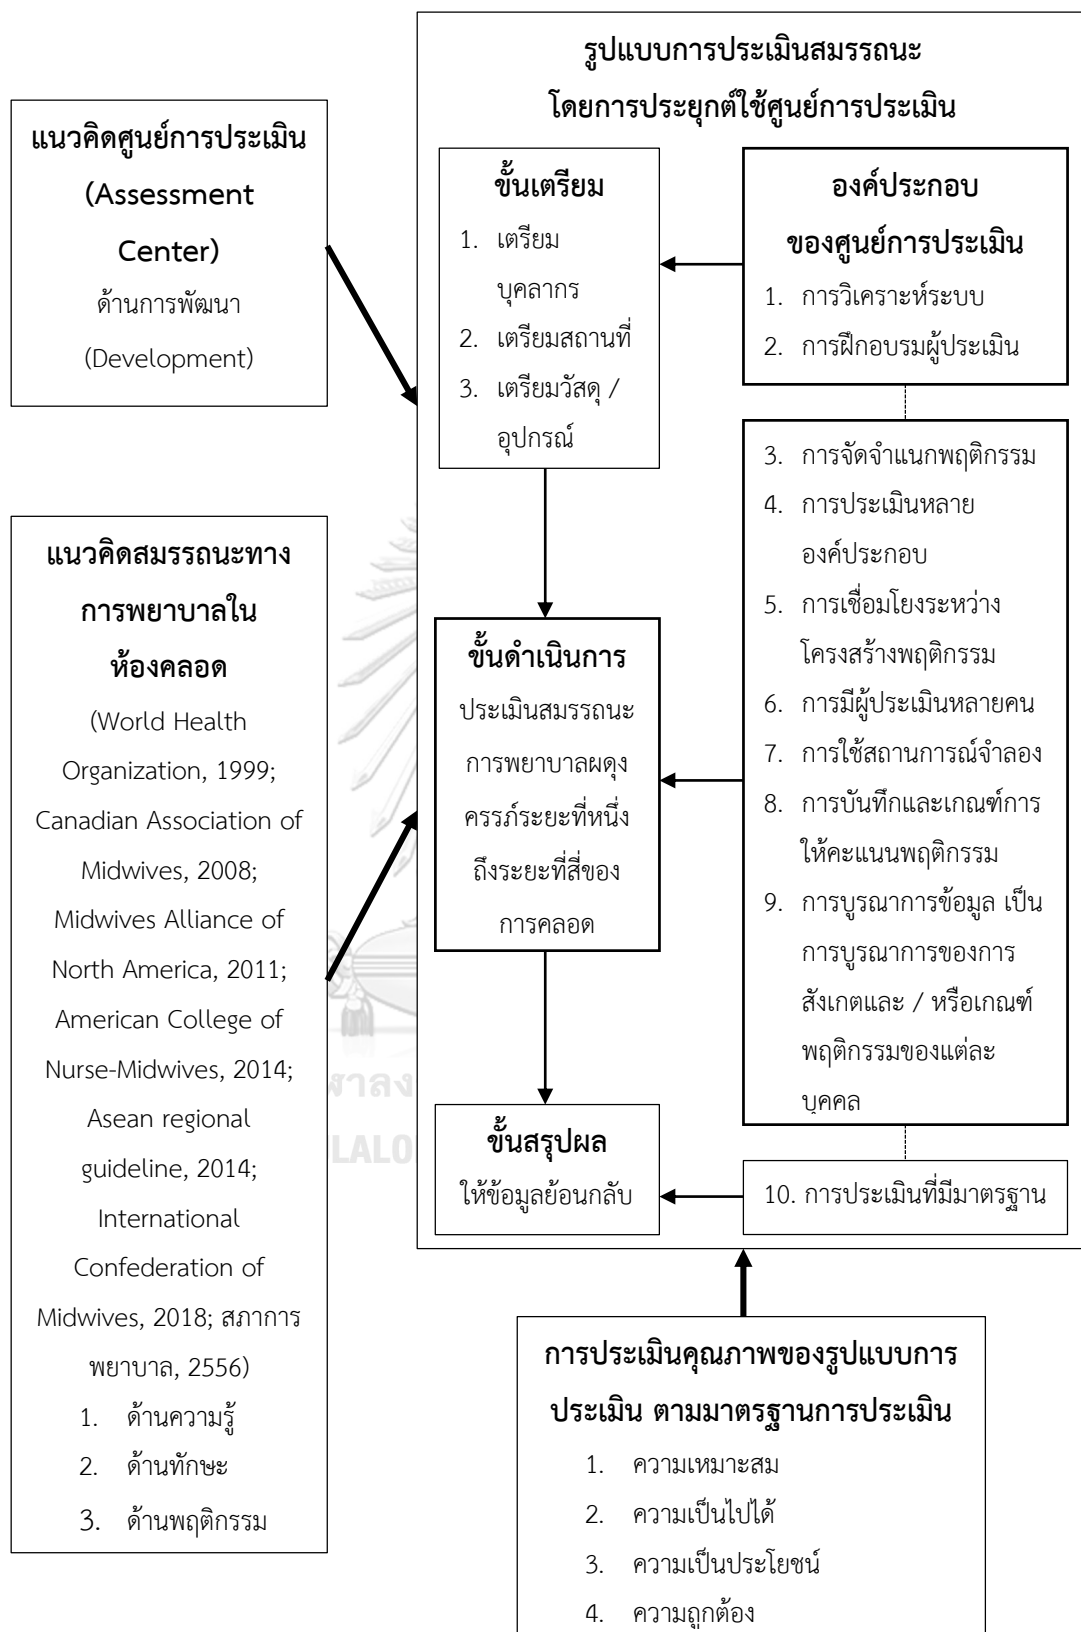 รูปแบบการประเมินสมรรถนะ
โดยการประยุกต์ใช้ศูนย์การประเมิน
แนวคิดศูนย์การประเมิน
(Assessment
Center)
ด้านการพัฒนา
(Development)
แนวคิดสมรรถนะทาง
การพยาบาลใน
ห้องคลอด
(World Health
Organization, 1999;
Canadian Association of
Midwives, 2008;
Midwives Alliance of
North America, 2011;
American College of
Nurse-Midwives, 2014;
Asean regional
guideline, 2014;
International
Confederation of
Midwives, 2018; สภาการ
พยาบาล, 2556)
1. ด้านความรู้
2. ด้านทักษะ
3. ด้านพฤติกรรม
ขั้นเตรียม
1. เตรียม
บุคลากร
2. เตรียมสถานที่
3. เตรียมวัสดุ /
อุปกรณ์
ขั้นดำเนินการ
ประเมินสมรรถนะ
การพยาบาลผดุง
ครรภ์ระยะที่หนึ่ง
ถึงระยะที่สี่ของ
การคลอด
ขั้นสรุปผล
ให้ข้อมูลย้อนกลับ
องค์ประกอบ
ของศูนย์การประเมิน
1. การวิเคราะห์ระบบ
2. การฝึกอบรมผู้ประเมิน
3. การจัดจำแนกพฤติกรรม
4. การประเมินหลาย
องค์ประกอบ
5. การเชื่อมโยงระหว่าง
โครงสร้างพฤติกรรม
6. การมีผู้ประเมินหลายคน
7. การใช้สถานการณ์จำลอง
8. การบันทึกและเกณฑ์การ
ให้คะแนนพฤติกรรม
9. การบูรณาการข้อมูล เป็น
การบูรณาการของการ
สังเกตและ / หรือเกณฑ์
พฤติกรรมของแต่ละ
บุคคล
10. การประเมินที่มีมาตรฐาน
การประเมินคุณภาพของรูปแบบการ
ประเมิน ตามมาตรฐานการประเมิน
1. ความเหมาะสม
2. ความเป็นไปได้
3. ความเป็นประโยชน์
4. ความถูกต้อง
าลง
LALO